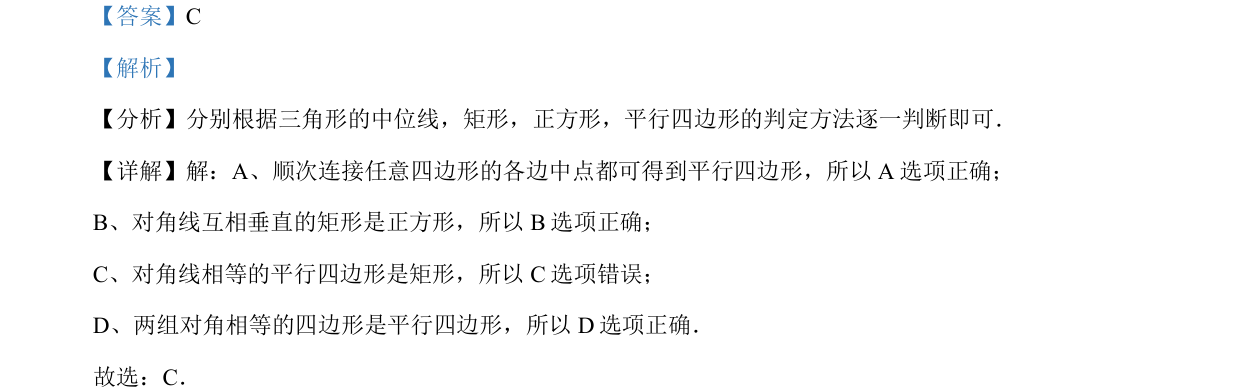 【答案】C
【解析】
【分析】分别根据三角形的中位线，矩形，正方形，平行四边形的判定方法逐一判断即可．
【详解】解：A、顺次连接任意四边形的各边中点都可得到平行四边形，所以 A 选项正确；
B、对角线互相垂直的矩形是正方形，所以 B 选项正确；
C、对角线相等的平行四边形是矩形，所以 C 选项错误；
D、两组对角相等的四边形是平行四边形，所以 D 选项正确．
故选：C．